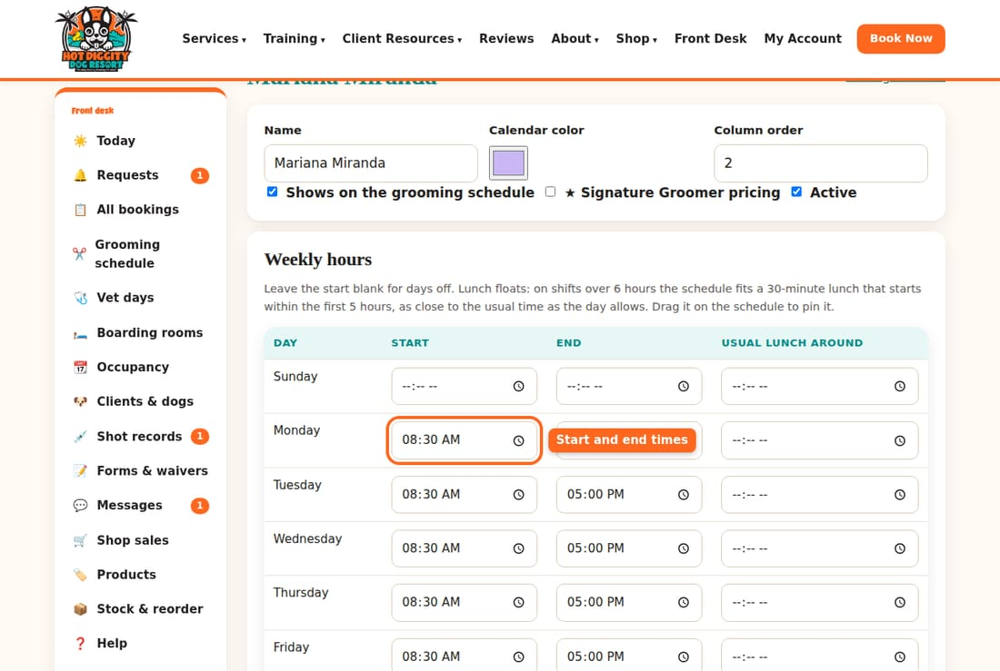 HOT DIGGITY
DOG RESORT
Services ▾
Training ▾
Client Resources ▾
Reviews
About ▾
Shop ▾
Front Desk
My Account
Book Now
Front desk
☀️ Today
🔔 Requests 1
📋 All bookings
✂️ Grooming
schedule
🩺 Vet days
🛏️ Boarding rooms
📆 Occupancy
🐶 Clients & dogs
💉 Shot records 1
📝 Forms & waivers
💬 Messages 1
🛒 Shop sales
🏷️ Products
📦 Stock & reorder
❓ Help
Mariana Miranda
Name
Calendar color
Column order
Mariana Miranda
2
Shows on the grooming schedule
★ Signature Groomer pricing
Active
Weekly hours
Leave the start blank for days off. Lunch floats: on shifts over 6 hours the schedule fits a 30-minute lunch that starts
within the first 5 hours, as close to the usual time as the day allows. Drag it on the schedule to pin it.
DAY START END USUAL LUNCH AROUND
Sunday --:-- -- --:-- -- --:-- --
Monday 08:30 AM Start and end times --:-- --
Tuesday 08:30 AM 05:00 PM --:-- --
Wednesday 08:30 AM 05:00 PM --:-- --
Thursday 08:30 AM 05:00 PM --:-- --
Friday 08:30 AM 05:00 PM --:-- --